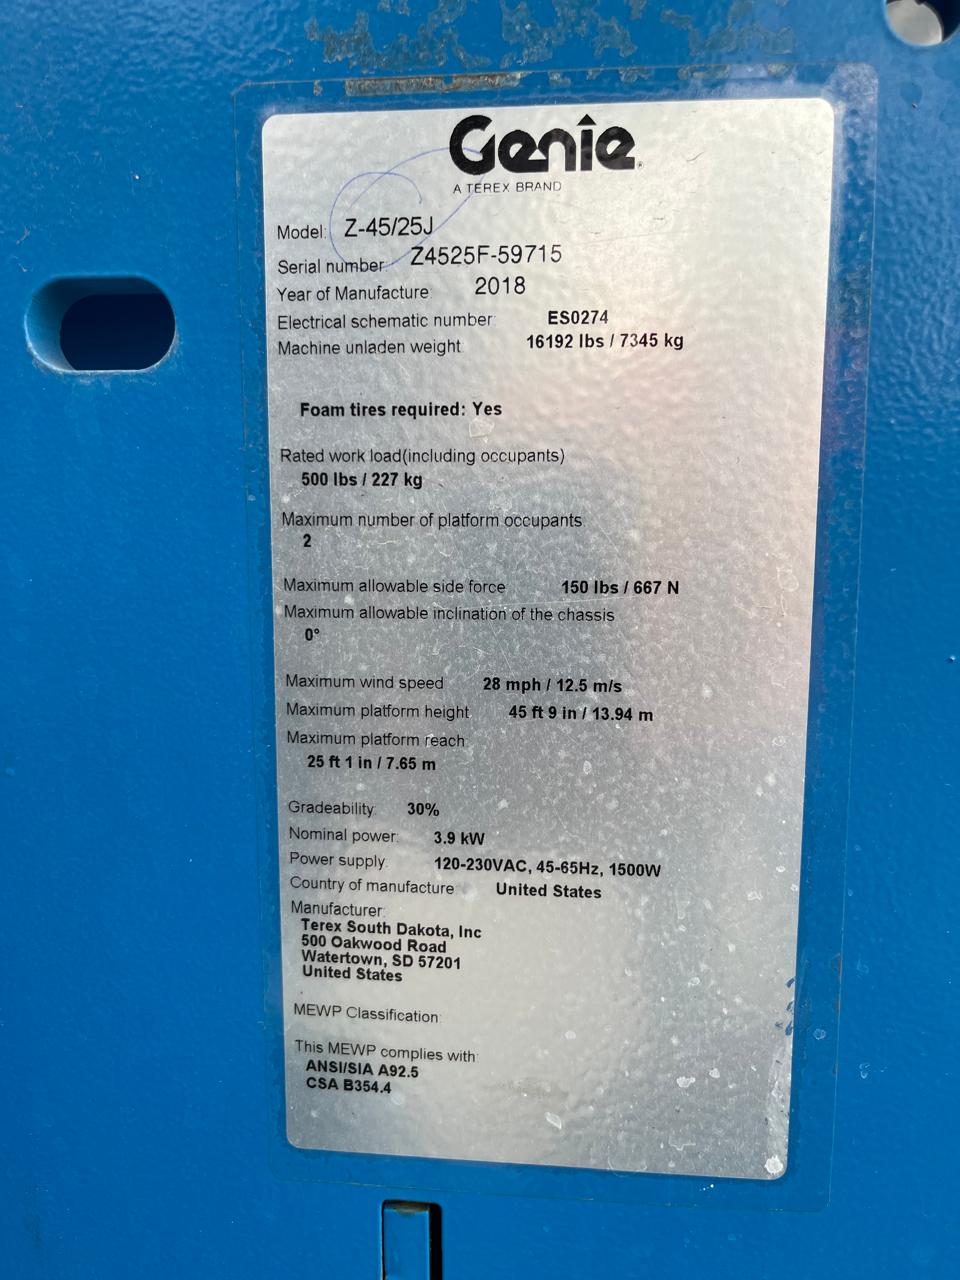 Genie
A TEREX BRAND
Model: Z-45/25J
Serial number: Z4525F-59715
Year of Manufacture: 2018
Electrical schematic number: ES0274
Machine unladen weight: 16192 lbs / 7345 kg
Foam tires required: Yes
Rated work load(including occupants)
500 lbs / 227 kg
Maximum number of platform occupants:
2
Maximum allowable side force 150 lbs / 667 N
Maximum allowable inclination of the chassis
0°
Maximum wind speed 28 mph / 12.5 m/s
Maximum platform height: 45 ft 9 in / 13.94 m
Maximum platform reach:
25 ft 1 in / 7.65 m
Gradeability: 30%
Nominal power: 3.9 kW
Power supply: 120-230VAC, 45-65Hz, 1500W
Country of manufacture: United States
Manufacturer:
Terex South Dakota, Inc
500 Oakwood Road
Watertown, SD 57201
United States
MEWP Classification:
This MEWP complies with:
ANSI/SIA A92.5
CSA B354.4